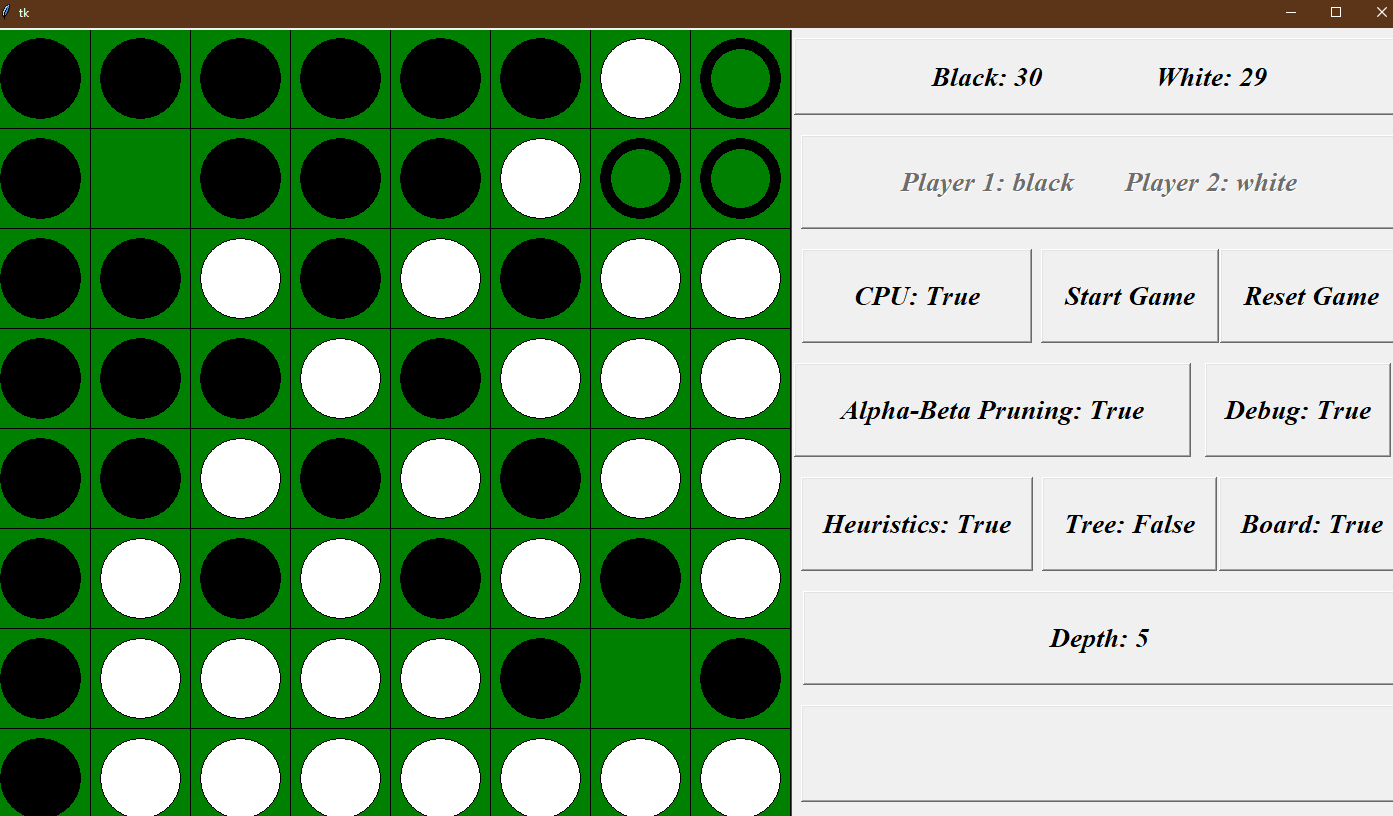 tk
Black: 30 White: 29
Player 1: black Player 2: white
CPU: True Start Game Reset Game
Alpha-Beta Pruning: True Debug: True
Heuristics: True Tree: False Board: True
Depth: 5